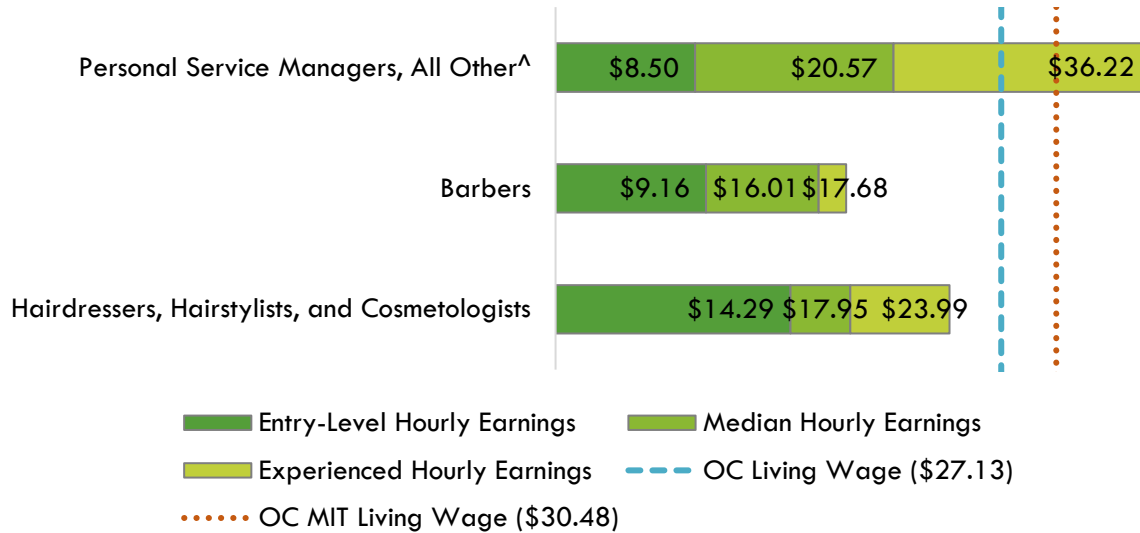 Personal Service Managers, All Other^ $8.50 $20.57 $36.22
Barbers $9.16 $16.01 $17.68
Hairdressers, Hairstylists, and Cosmetologists $14.29 $17.95 $23.99
Entry-Level Hourly Earnings Median Hourly Earnings
Experienced Hourly Earnings OC Living Wage ($27.13)
OC MIT Living Wage ($30.48)